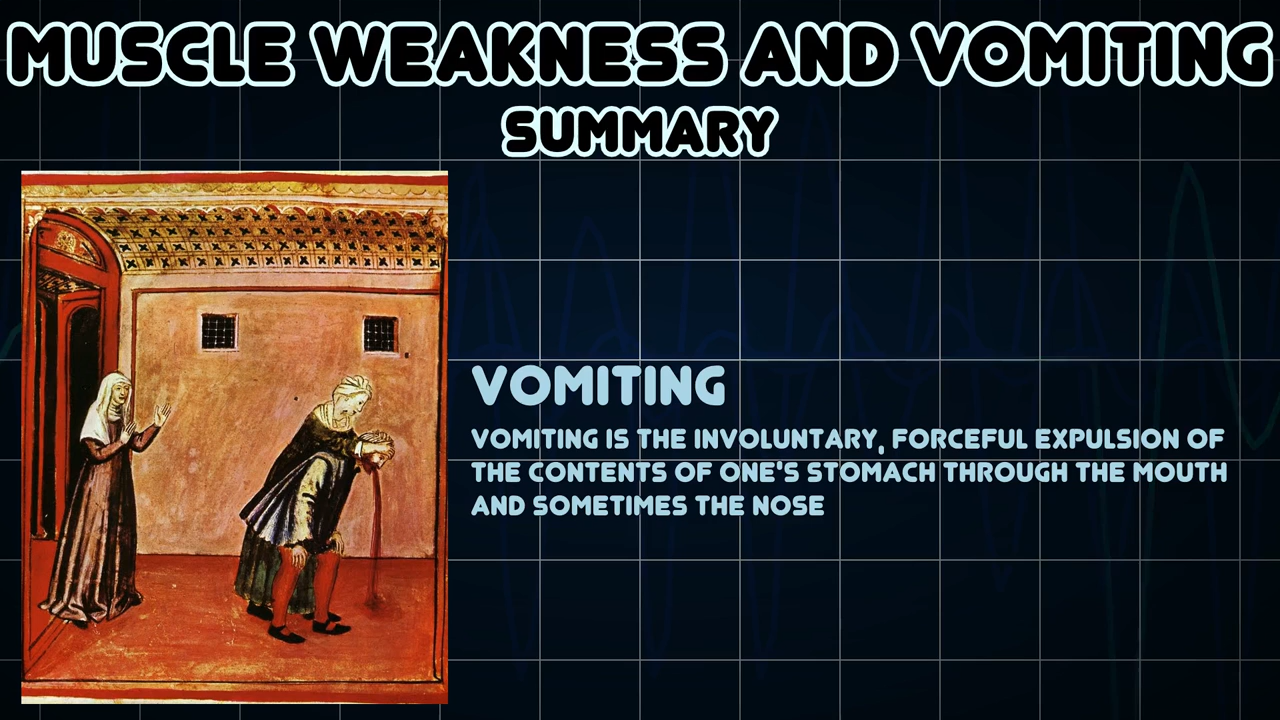 MUSCLE WEAKNESS AND VOMITING
SUMMARY
VOMITING
VOMITING IS THE INVOLUNTARY, FORCEFUL EXPULSION OF
THE CONTENTS OF ONE'S STOMACH THROUGH THE MOUTH
AND SOMETIMES THE NOSE